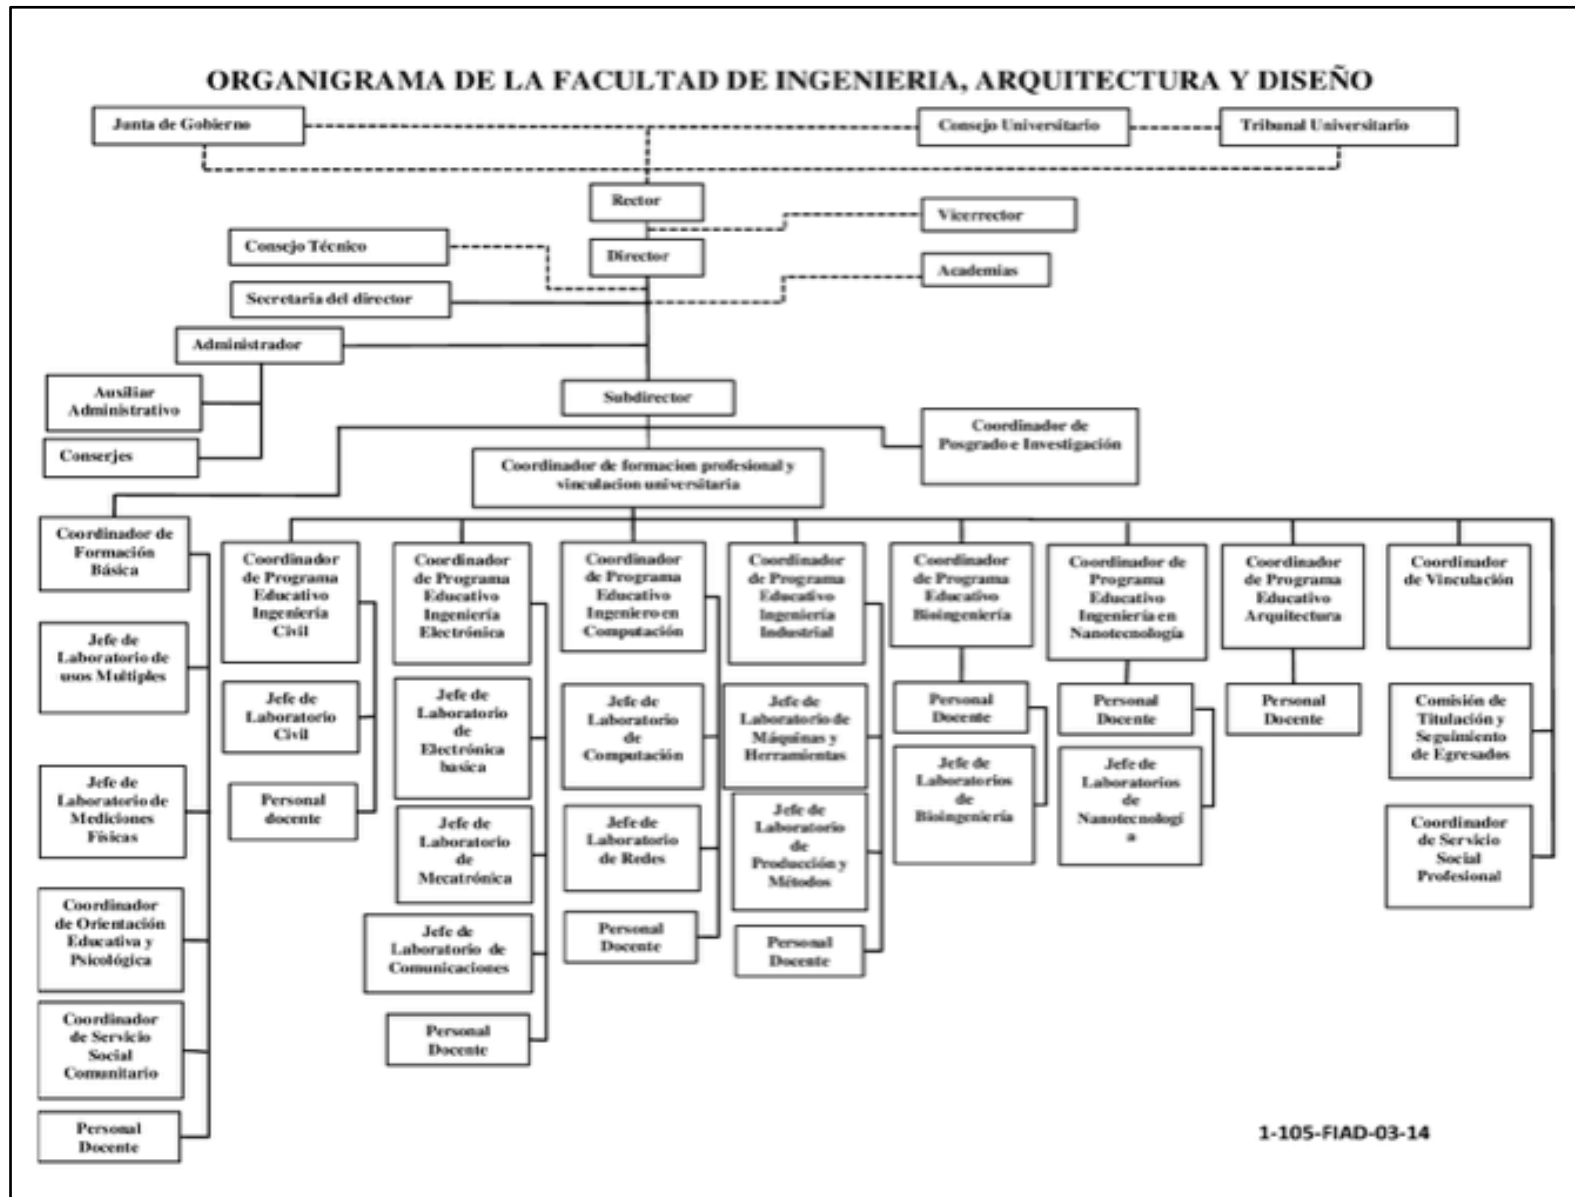 ORGANIGRAMA DE LA FACULTAD DE INGENIERIA, ARQUITECTURA Y DISEÑO
Junta de Gobierno
Consejo Universitario
Tribunal Universitario
Rector
Vicerrector
Consejo Técnico
Director
Academias
Secretaria del director
Administrador
Auxiliar
Administrativo
Subdirector
Coordinador de
Posgrado e Investigación
Conserjes
Coordinador de formacion profesional y
vinculacion universitaria
Coordinador de
Formación
Básica
Jefe de
Laboratorio de
usos Multiples
Jefe de
Laboratorio de
Mediciones
Físicas
Coordinador
de Orientación
Educativa y
Psicológica
Coordinador
de Servicio
Social
Comunitario
Personal
Docente
Coordinador
de Programa
Educativo
Ingeniería
Civil
Jefe de
Laboratorio
Civil
Personal
docente
Coordinador
de Programa
Educativo
Ingeniería
Electrónica
Jefe de
Laboratorio
de
Electrónica
basica
Jefe de
Laboratorio
de
Mecatrónica
Jefe de
Laboratorio de
Comunicaciones
Personal
Docente
Coordinador
de Programa
Educativo
Ingeniero en
Computación
Jefe de
Laboratorio
de
Computación
Jefe de
Laboratorio
de Redes
Personal
Docente
Coordinador
de Programa
Educativo
Ingeniería
Industrial
Jefe de
Laboratorio de
Máquinas y
Herramientas
Jefe de
Laboratorio
de
Producción y
Métodos
Personal
Docente
Coordinador
de Programa
Educativo
Bioingeniería
Personal
Docente
Jefe de
Laboratorios
de
Bioingeniería
Coordinador de
Programa
Educativo
Ingeniería en
Nanotecnología
Personal
Docente
Jefe de
Laboratorios
de
Nanotecnologí
a
Coordinador
de Programa
Educativo
Arquitectura
Personal
Docente
Coordinador
de Vinculación
Comisión de
Titulación y
Seguimiento
de Egresados
Coordinador
de Servicio
Social
Profesional
1-105-FIAD-03-14